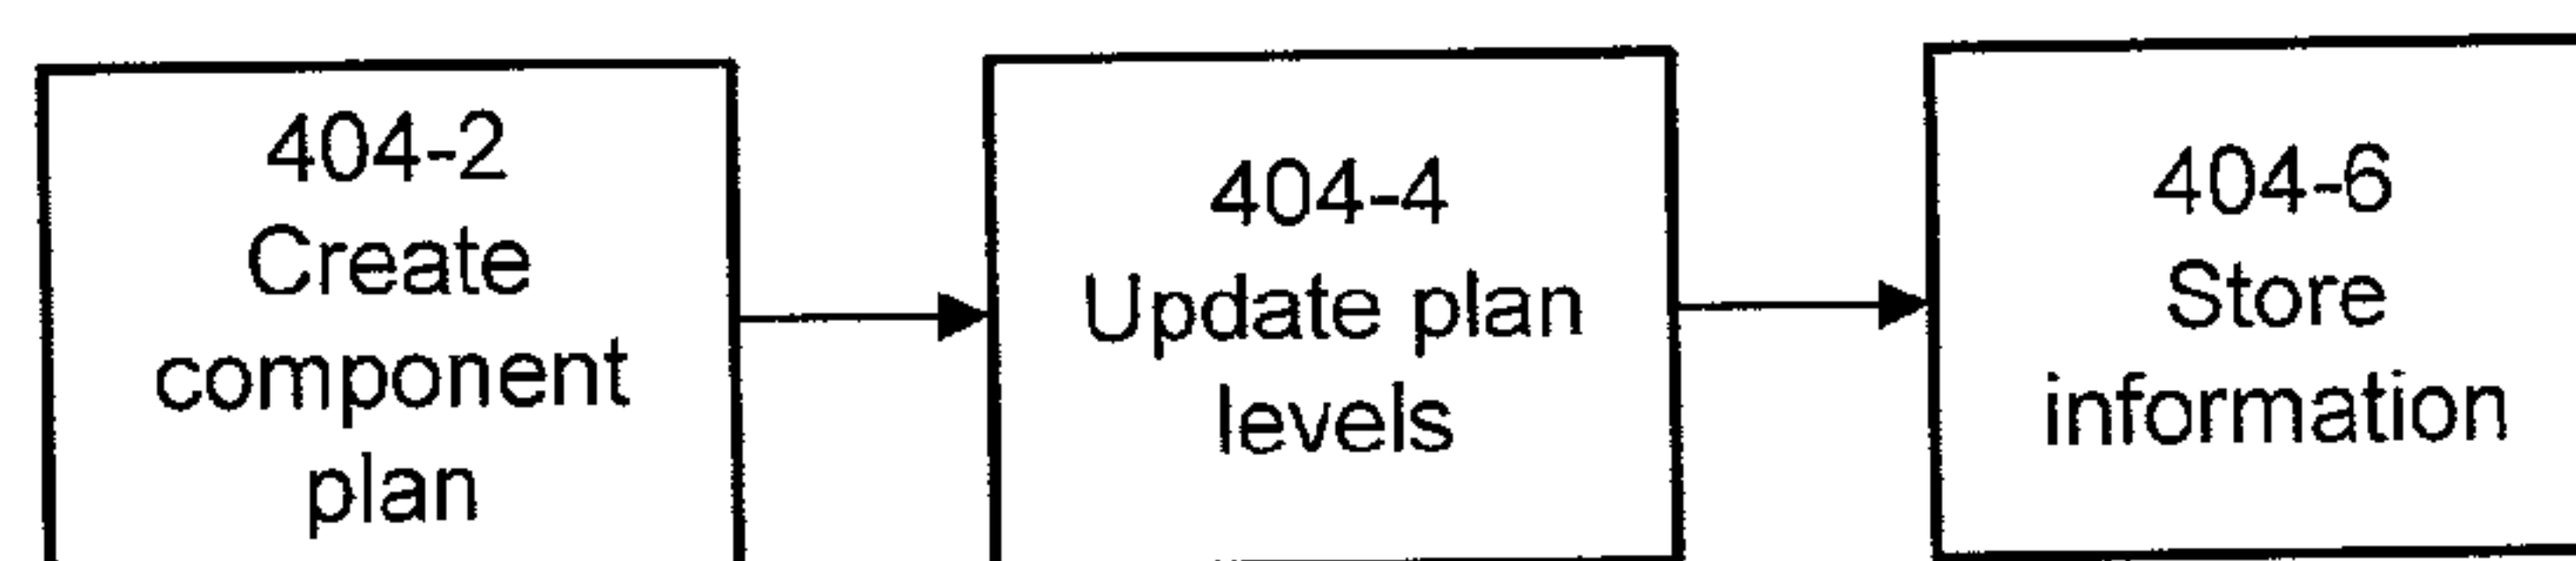 404-2
Create
component
plan
404-4
Update plan
levels
404-6
Store
information